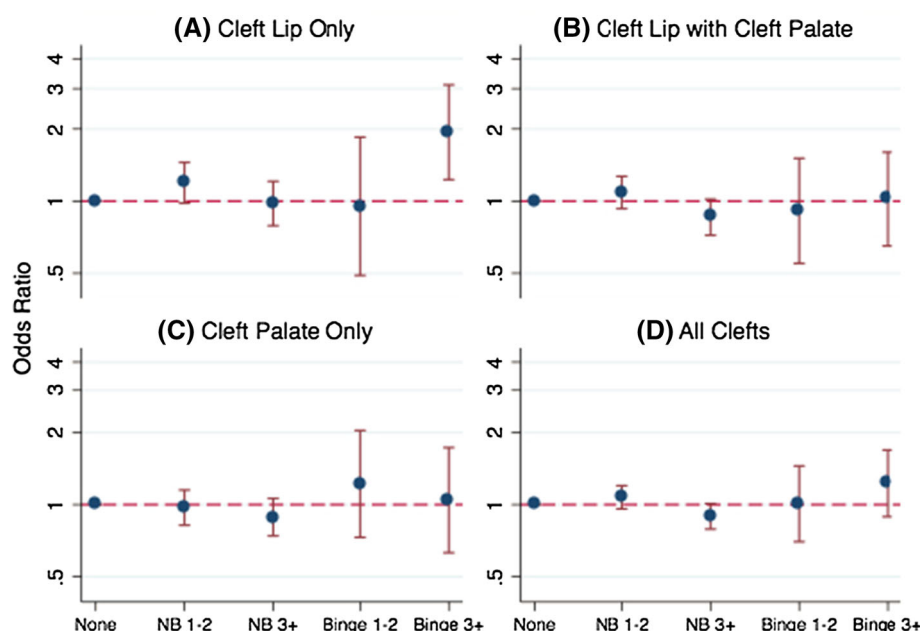 (A) Cleft Lip Only
(B) Cleft Lip with Cleft Palate
4
3
2
1
.5
4
3
2
1
.5
Odds Ratio
(C) Cleft Palate Only
(D) All Clefts
4
3
2
1
.5
4
3
2
1
.5
None NB 1-2 NB 3+ Binge 1-2 Binge 3+
None NB 1-2 NB 3+ Binge 1-2 Binge 3+